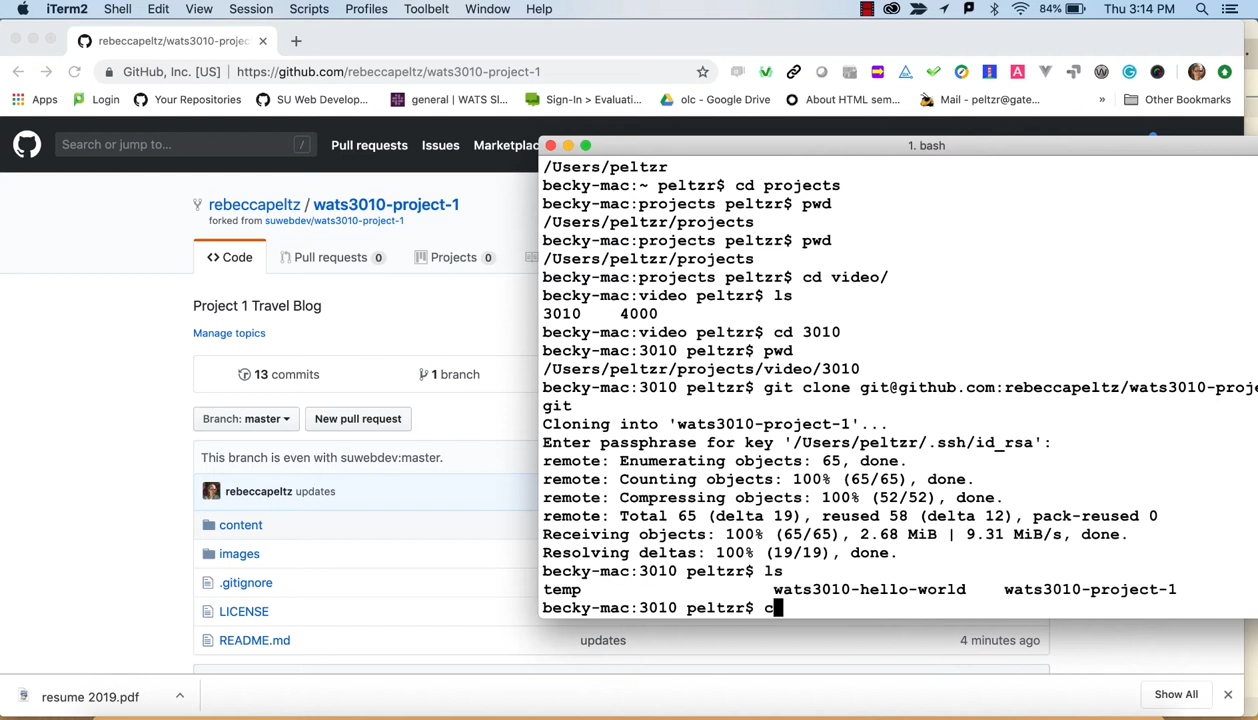 iTerm2 Shell Edit View Session Scripts Profiles Toolbelt Window Help 84% Thu 3:14 PM
rebeccapeltz/wats3010-projec
GitHub, Inc. [US] https://github.com/rebeccapeltz/wats3010-project-1
Apps Login Your Repositories SU Web Develop... general | WATS Sl... Sign-In > Evaluati... olc - Google Drive About HTML sem... Mail - peltzr@gate... » Other Bookmarks
Search or jump to... / Pull requests Issues Marketplac
rebeccapeltz / wats3010-project-1
forked from suwebdev/wats3010-project-1
<> Code Pull requests 0 Projects 0
Project 1 Travel Blog
Manage topics
13 commits 1 branch
Branch: master New pull request
This branch is even with suwebdev:master.
rebeccapeltz updates
content
images
.gitignore
LICENSE
README.md updates 4 minutes ago
1. bash
/Users/peltzr
becky-mac:~ peltzr$ cd projects
becky-mac:projects peltzr$ pwd
/Users/peltzr/projects
becky-mac:projects peltzr$ pwd
/Users/peltzr/projects
becky-mac:projects peltzr$ cd video/
becky-mac:video peltzr$ ls
3010 4000
becky-mac:video peltzr$ cd 3010
becky-mac:3010 peltzr$ pwd
/Users/peltzr/projects/video/3010
becky-mac:3010 peltzr$ git clone git@github.com:rebeccapeltz/wats3010-proje
git
Cloning into 'wats3010-project-1'...
Enter passphrase for key '/Users/peltzr/.ssh/id_rsa':
remote: Enumerating objects: 65, done.
remote: Counting objects: 100% (65/65), done.
remote: Compressing objects: 100% (52/52), done.
remote: Total 65 (delta 19), reused 58 (delta 12), pack-reused 0
Receiving objects: 100% (65/65), 2.68 MiB | 9.31 MiB/s, done.
Resolving deltas: 100% (19/19), done.
becky-mac:3010 peltzr$ ls
temp wats3010-hello-world wats3010-project-1
becky-mac:3010 peltzr$ c
resume 2019.pdf Show All